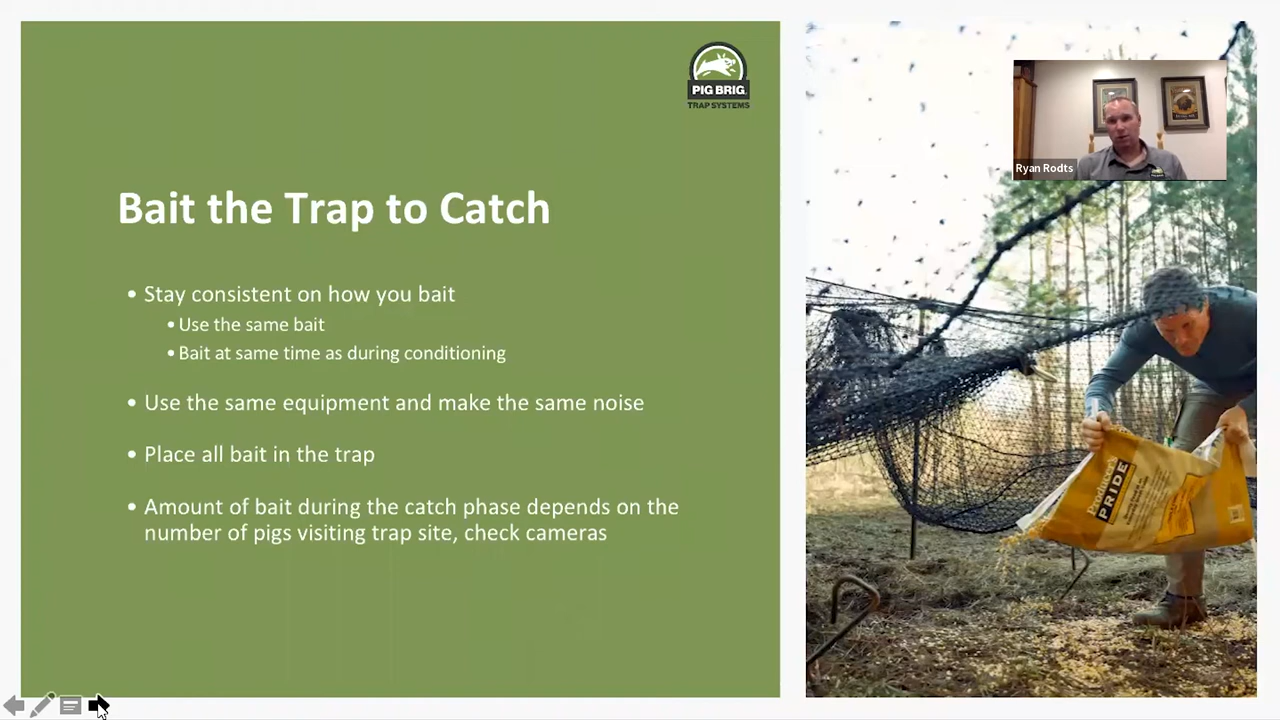 PIG BRIG
TRAP SYSTEMS
Ryan Rodts
Bait the Trap to Catch
• Stay consistent on how you bait
• Use the same bait
• Bait at same time as during conditioning
• Use the same equipment and make the same noise
• Place all bait in the trap
• Amount of bait during the catch phase depends on the
number of pigs visiting trap site, check cameras
Producer's
PRIDE